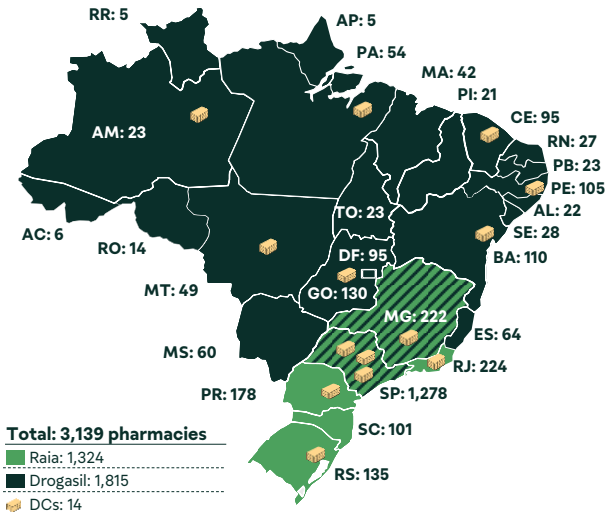 RR: 5
AP: 5
PA: 54
MA: 42
PI: 21
CE: 95
RN: 27
PB: 23
PE: 105
AL: 22
SE: 28
BA: 110
AM: 23
AC: 6
RO: 14
TO: 23
DF: 95
GO: 130
MT: 49
MG: 222
ES: 64
MS: 60
RJ: 224
SP: 1,278
PR: 178
SC: 101
RS: 135
Total: 3,139 pharmacies
Raia: 1,324
Drogasil: 1,815
DCs: 14